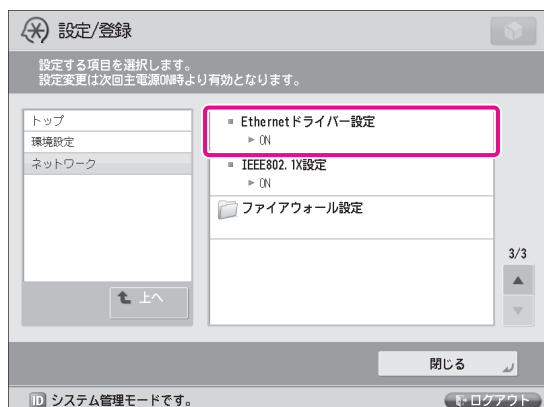 設定/登録
設定する項目を選択します。
設定変更は次回主電源ON時より有効となります。
トップ
環境設定
ネットワーク
上へ
Ethernetドライバー設定
ON
IEEE802.1X設定
ON
ファイアウォール設定
3/3
閉じる
ID システム管理モードです。
ログアウト